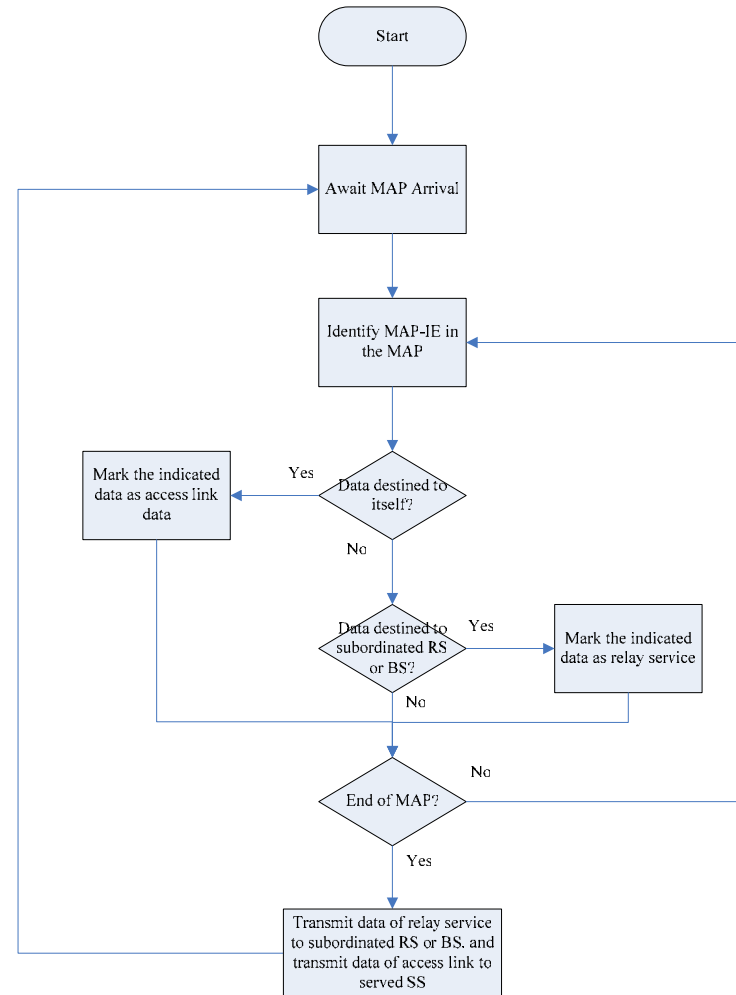 Start
Await MAP Arrival
Identify MAP-IE in
the MAP
Data destined to
itself?
Yes
Mark the indicated
data as access link
data
No
Data destined to
subordinated RS
or BS?
Yes
Mark the indicated
data as relay service
No
End of MAP?
No
Yes
Transmit data of relay service
to subordinated RS or BS, and
transmit data of access link to
served SS